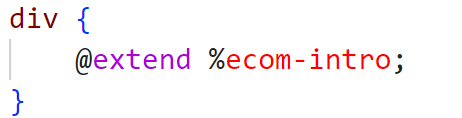 div {
    @extend %ecom-intro;
}